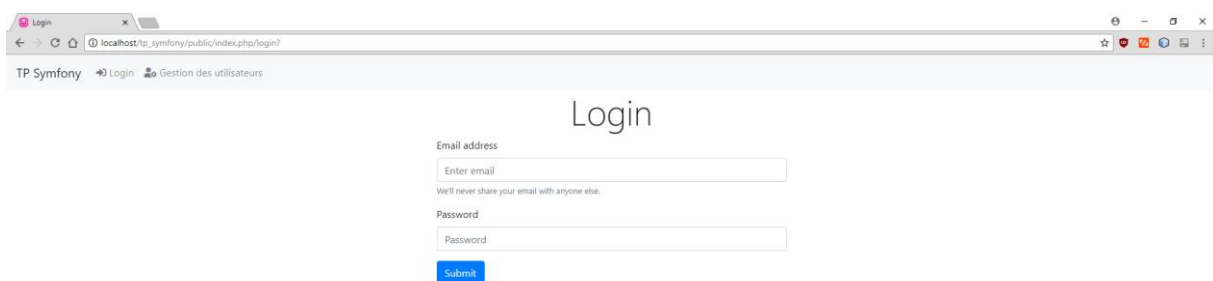 Login
localhost/tp_symfony/public/index.php/login?
TP Symfony Login Gestion des utilisateurs
Login
Email address
Enter email
We'll never share your email with anyone else.
Password
Password
Submit